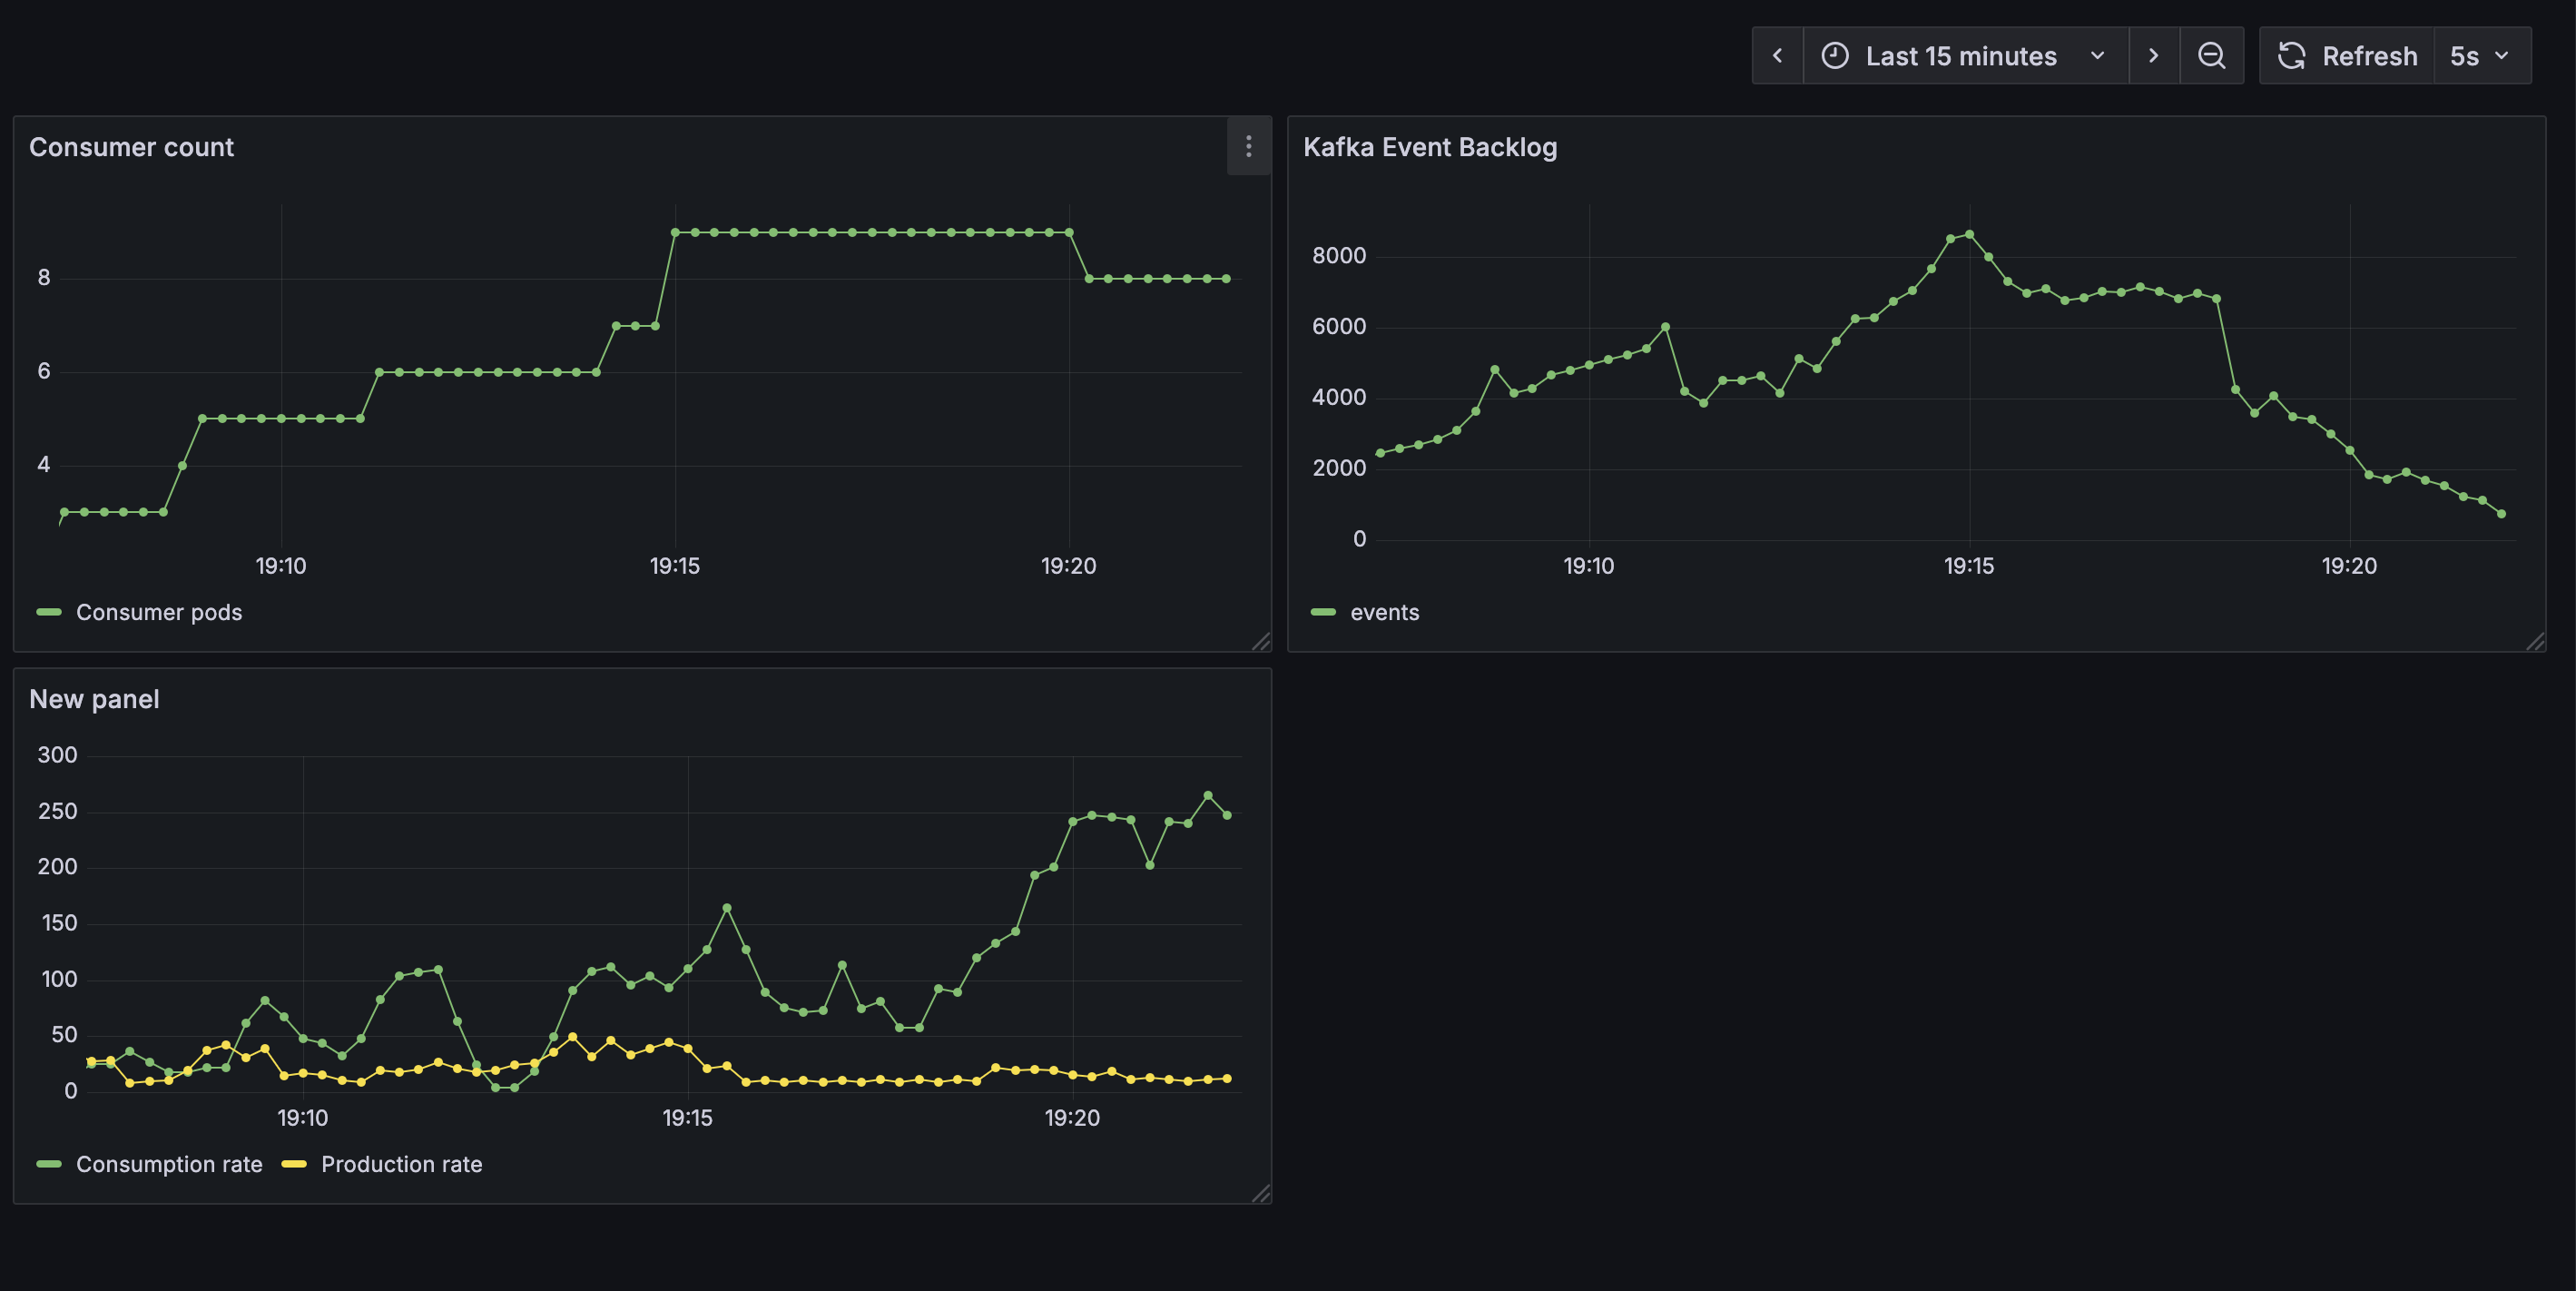 Last 15 minutes
Refresh
5s
Consumer count
8
6
4
19:10 19:15 19:20
Consumer pods
Kafka Event Backlog
8000
6000
4000
2000
0
19:10 19:15 19:20
events
New panel
300
250
200
150
100
50
0
19:10 19:15 19:20
Consumption rate Production rate